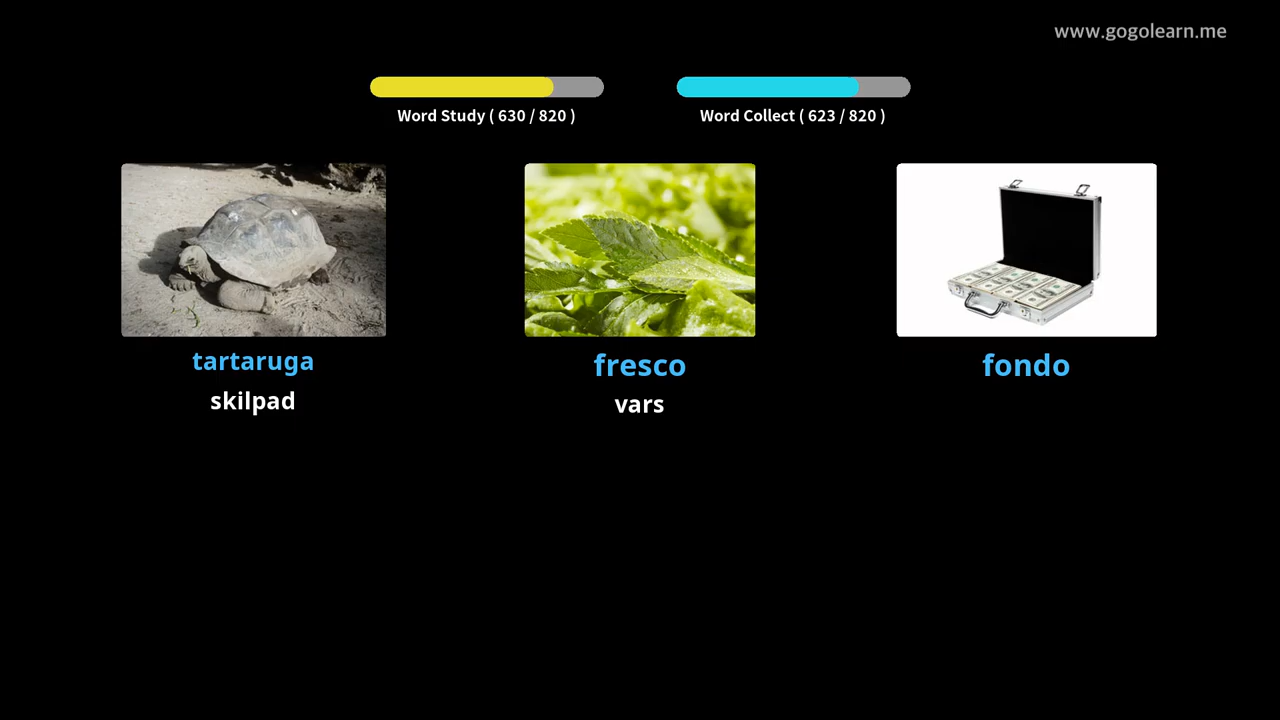 www.gogolearn.me
Word Study ( 630 / 820 )
Word Collect ( 623 / 820 )
tartaruga
skilpad
fresco
vars
fondo